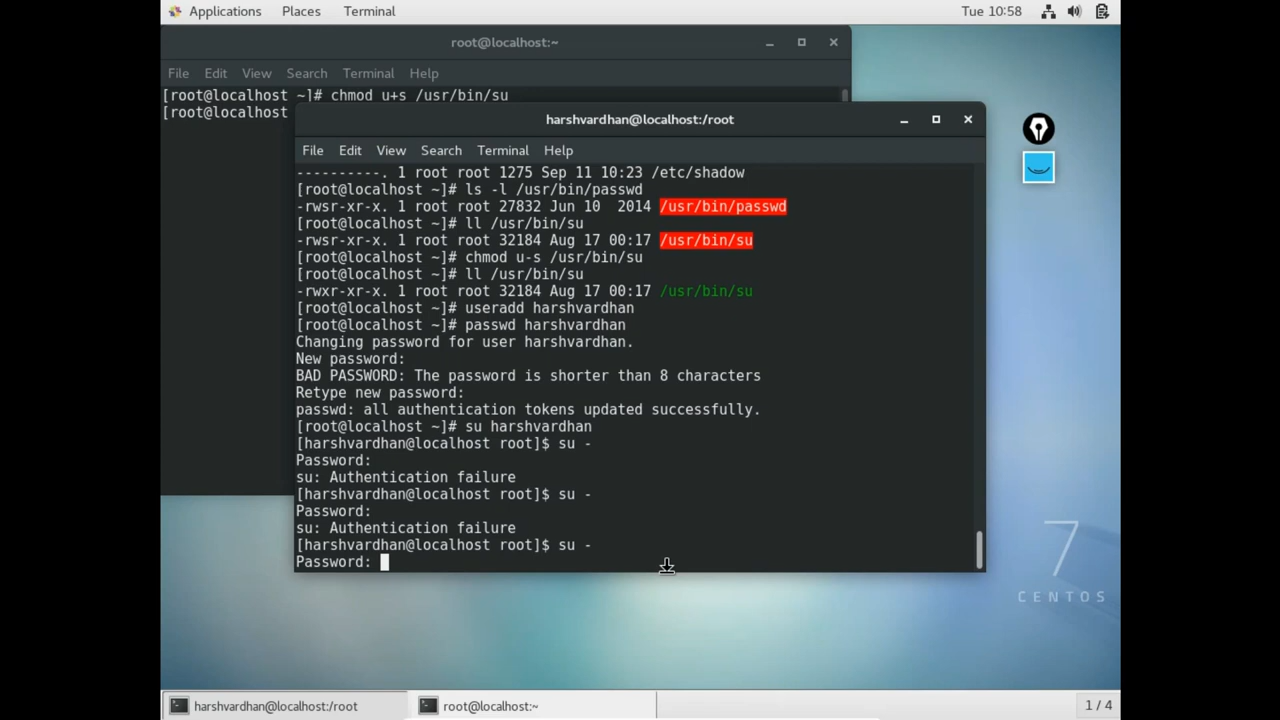 Applications Places Terminal
Tue 10:58
root@localhost:~
File Edit View Search Terminal Help
[root@localhost ~]# chmod u+s /usr/bin/su
[root@localhost
harshvardhan@localhost:/root
File Edit View Search Terminal Help
----------. 1 root root 1275 Sep 11 10:23 /etc/shadow
[root@localhost ~]# ls -l /usr/bin/passwd
-rwsr-xr-x. 1 root root 27832 Jun 10  2014 /usr/bin/passwd
[root@localhost ~]# ll /usr/bin/su
-rwsr-xr-x. 1 root root 32184 Aug 17 00:17 /usr/bin/su
[root@localhost ~]# chmod u-s /usr/bin/su
[root@localhost ~]# ll /usr/bin/su
-rwxr-xr-x. 1 root root 32184 Aug 17 00:17 /usr/bin/su
[root@localhost ~]# useradd harshvardhan
[root@localhost ~]# passwd harshvardhan
Changing password for user harshvardhan.
New password:
BAD PASSWORD: The password is shorter than 8 characters
Retype new password:
passwd: all authentication tokens updated successfully.
[root@localhost ~]# su harshvardhan
[harshvardhan@localhost root]$ su -
Password:
su: Authentication failure
[harshvardhan@localhost root]$ su -
Password:
su: Authentication failure
[harshvardhan@localhost root]$ su -
Password:
7
CENTOS
harshvardhan@localhost:/root
root@localhost:~
1 / 4